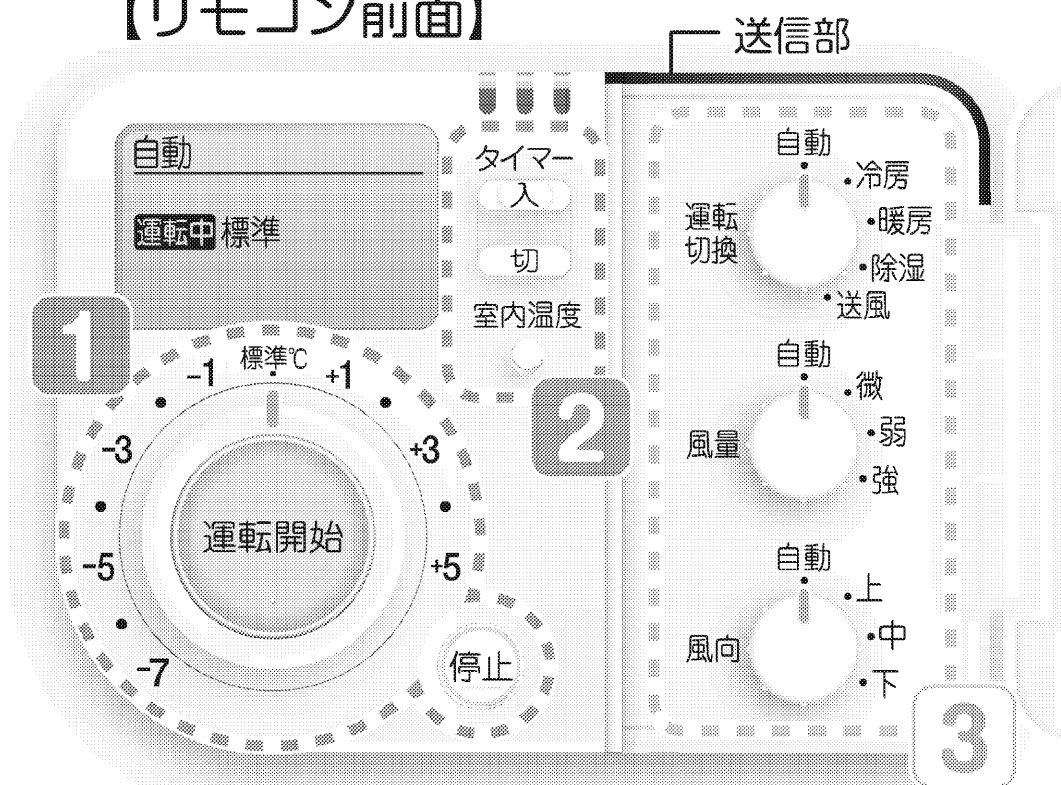 【リモコン前面】
送信部
自動
運転中 標準
タイマー
入
切
室内温度
1
標準℃
-1
+1
-3
+3
-5
+5
-7
運転開始
停止
2
運転
切換
自動
冷房
暖房
除湿
送風
風量
自動
微
弱
強
風向
自動
上
中
下
3